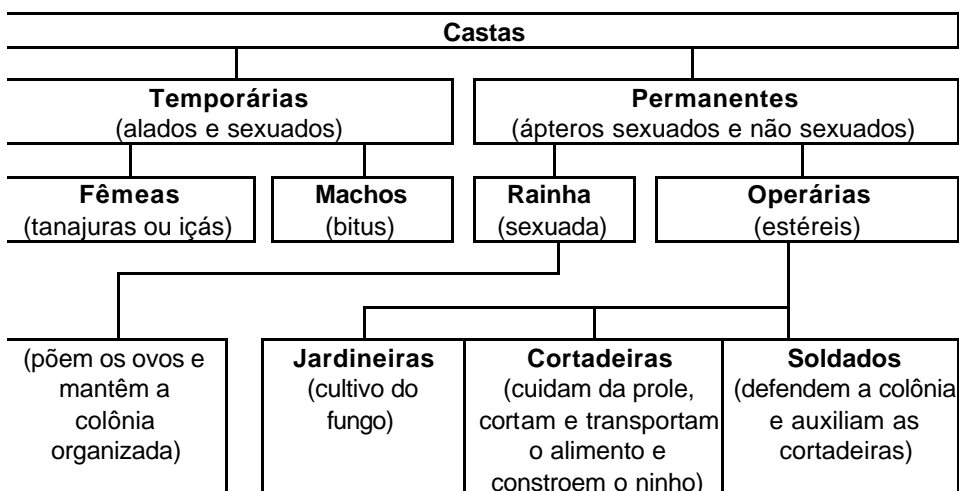 Castas
Temporárias
(alados e sexuados)
Permanentes
(ápteros sexuados e não sexuados)
Fêmeas
(tanajuras ou içás)
Machos
(bitus)
Rainha
(sexuada)
Operárias
(estéreis)
(põem os ovos e
mantêm a
colônia
organizada)
Jardineiras
(cultivo do
fungo)
Cortadeiras
(cuidam da prole,
cortam e transportam
o alimento e
constroem o ninho)
Soldados
(defendem a colônia
e auxiliam as
cortadeiras)